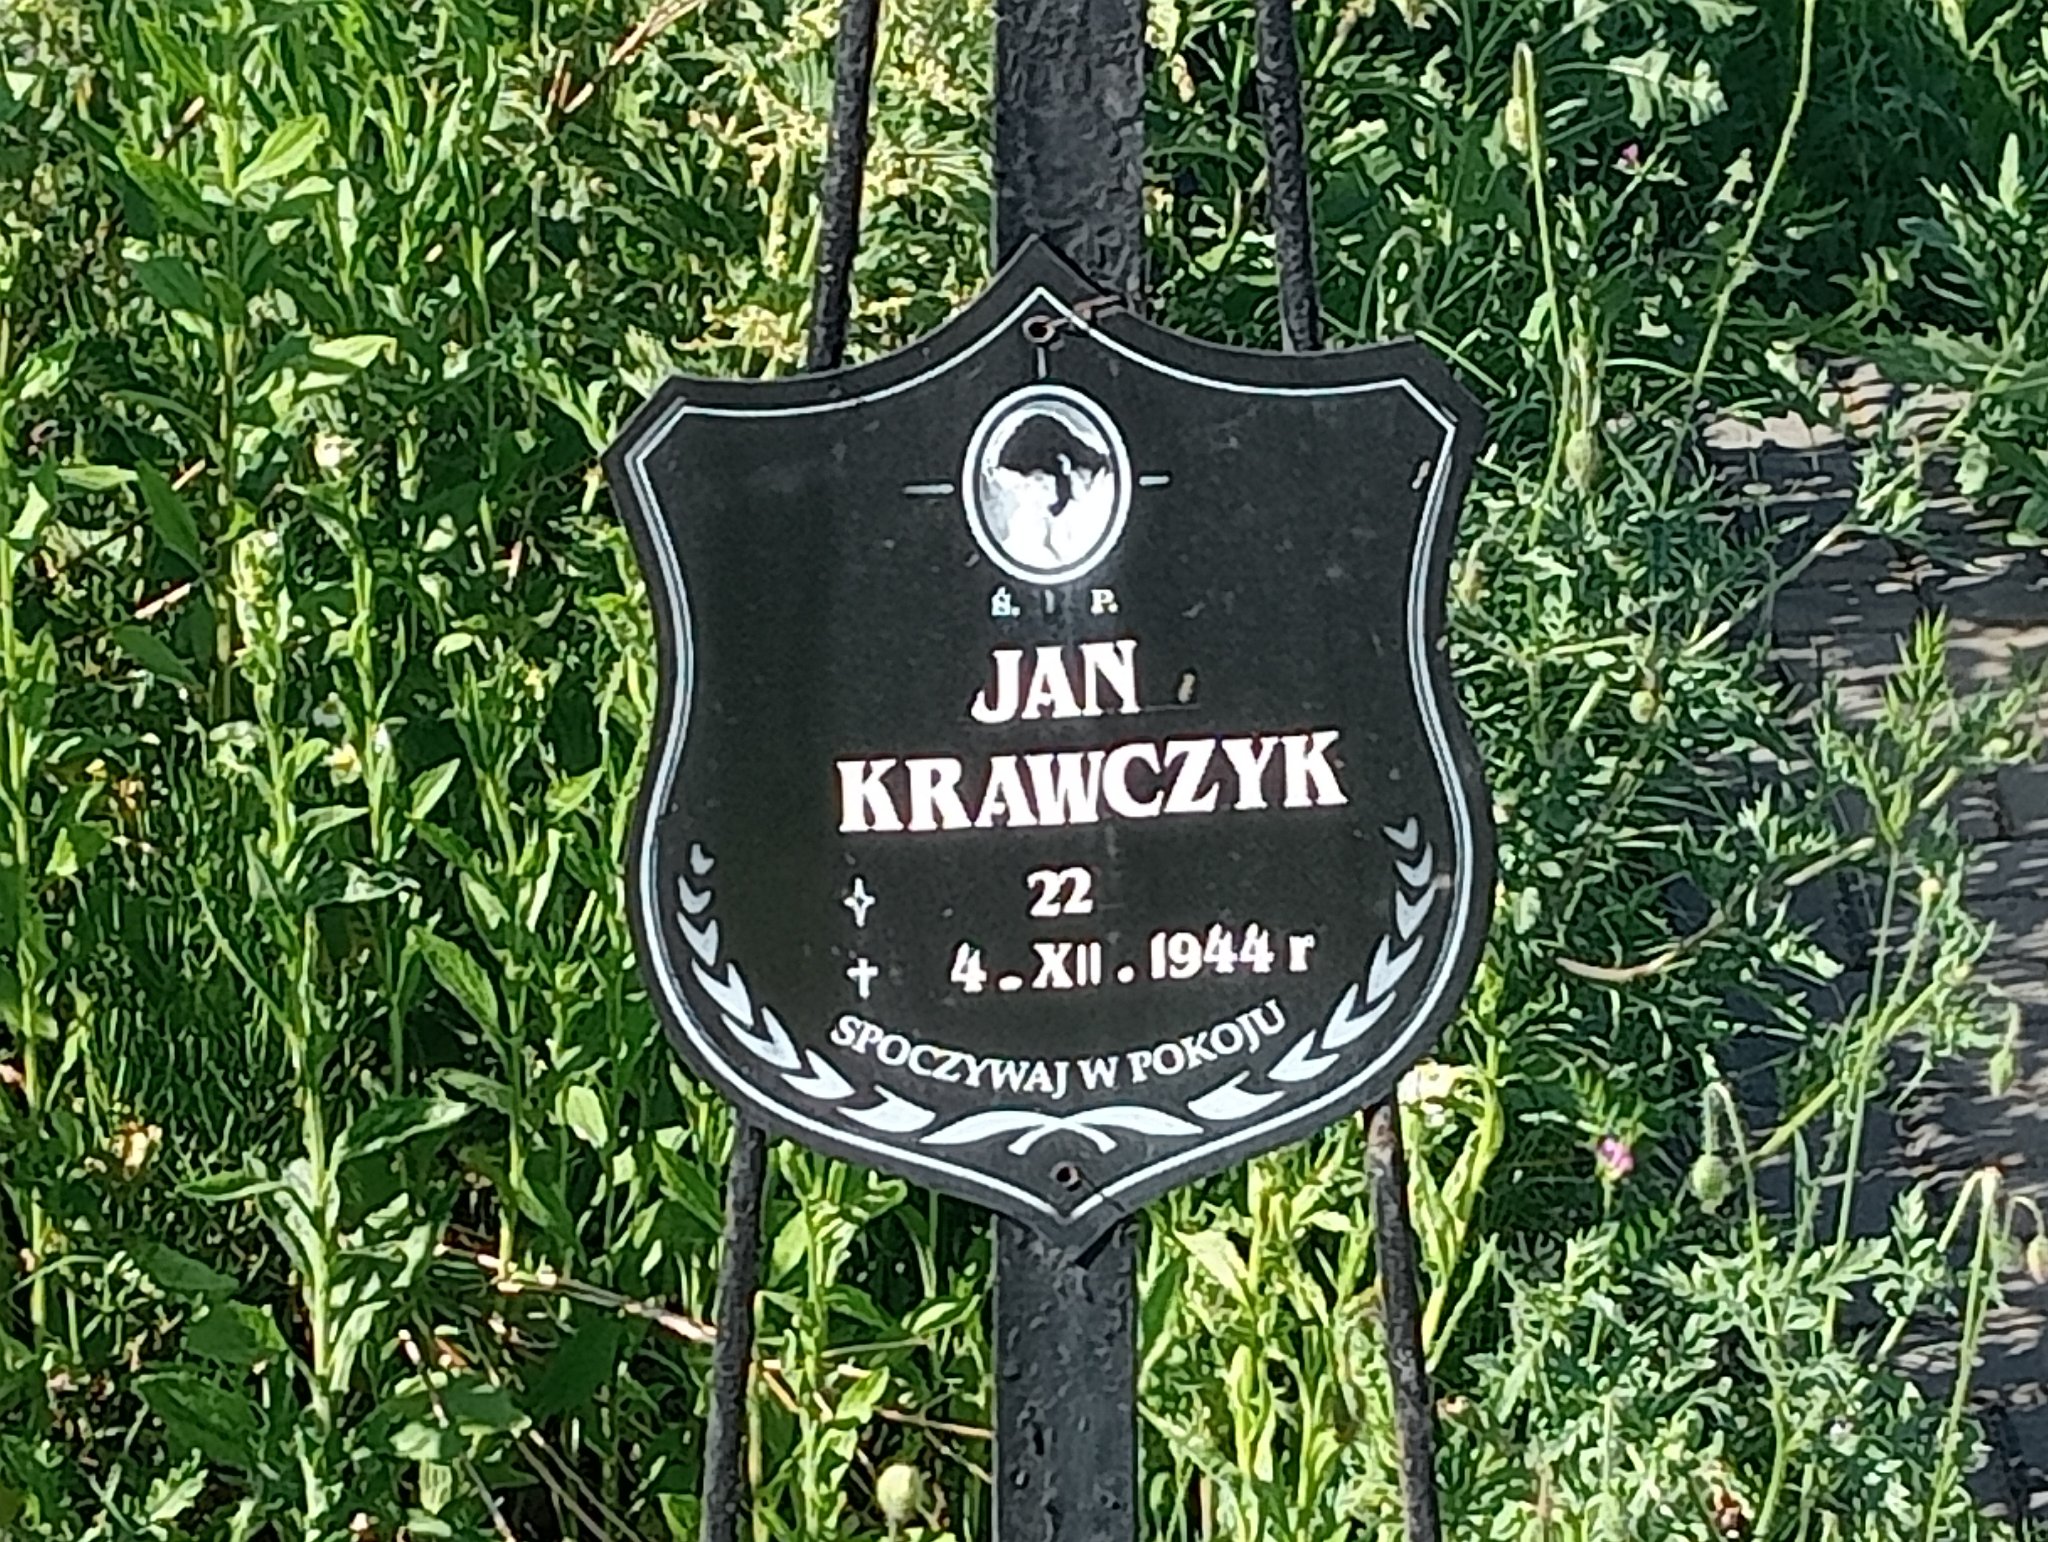 Ś. P.
JAN
KRAWCZYK
22
4.XII.1944 r
SPOCZYWAJ W POKOJU